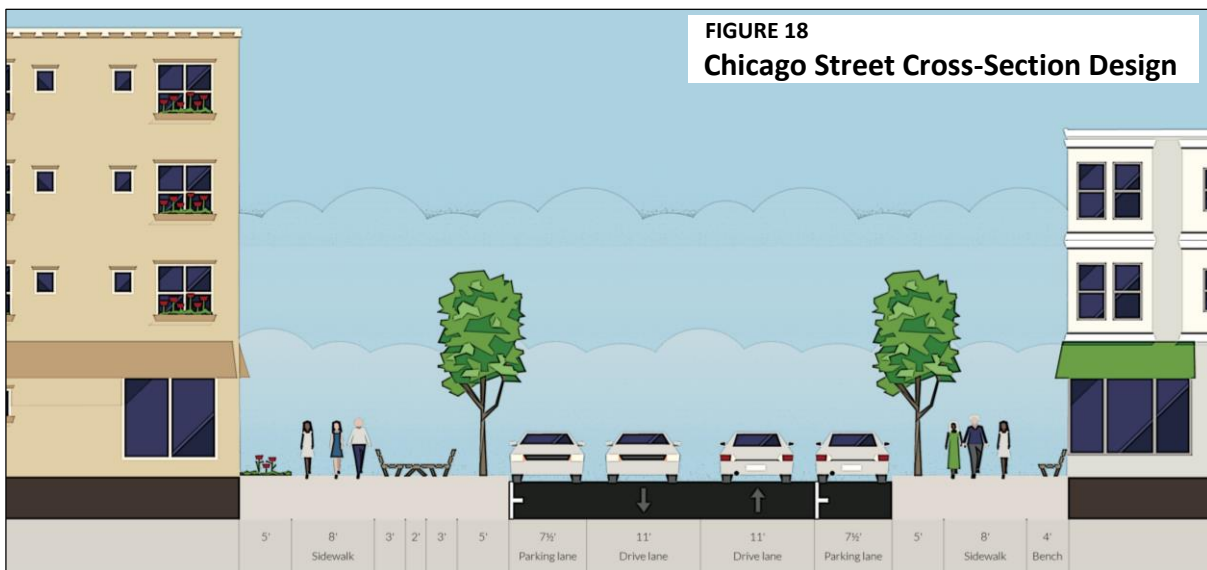 FIGURE 18
Chicago Street Cross-Section Design
5' 8' 3' 2' 3' 5' 7½' 11' 11' 7½' 5' 8' 4'
Sidewalk Parking lane Drive lane Drive lane Parking lane Sidewalk Bench